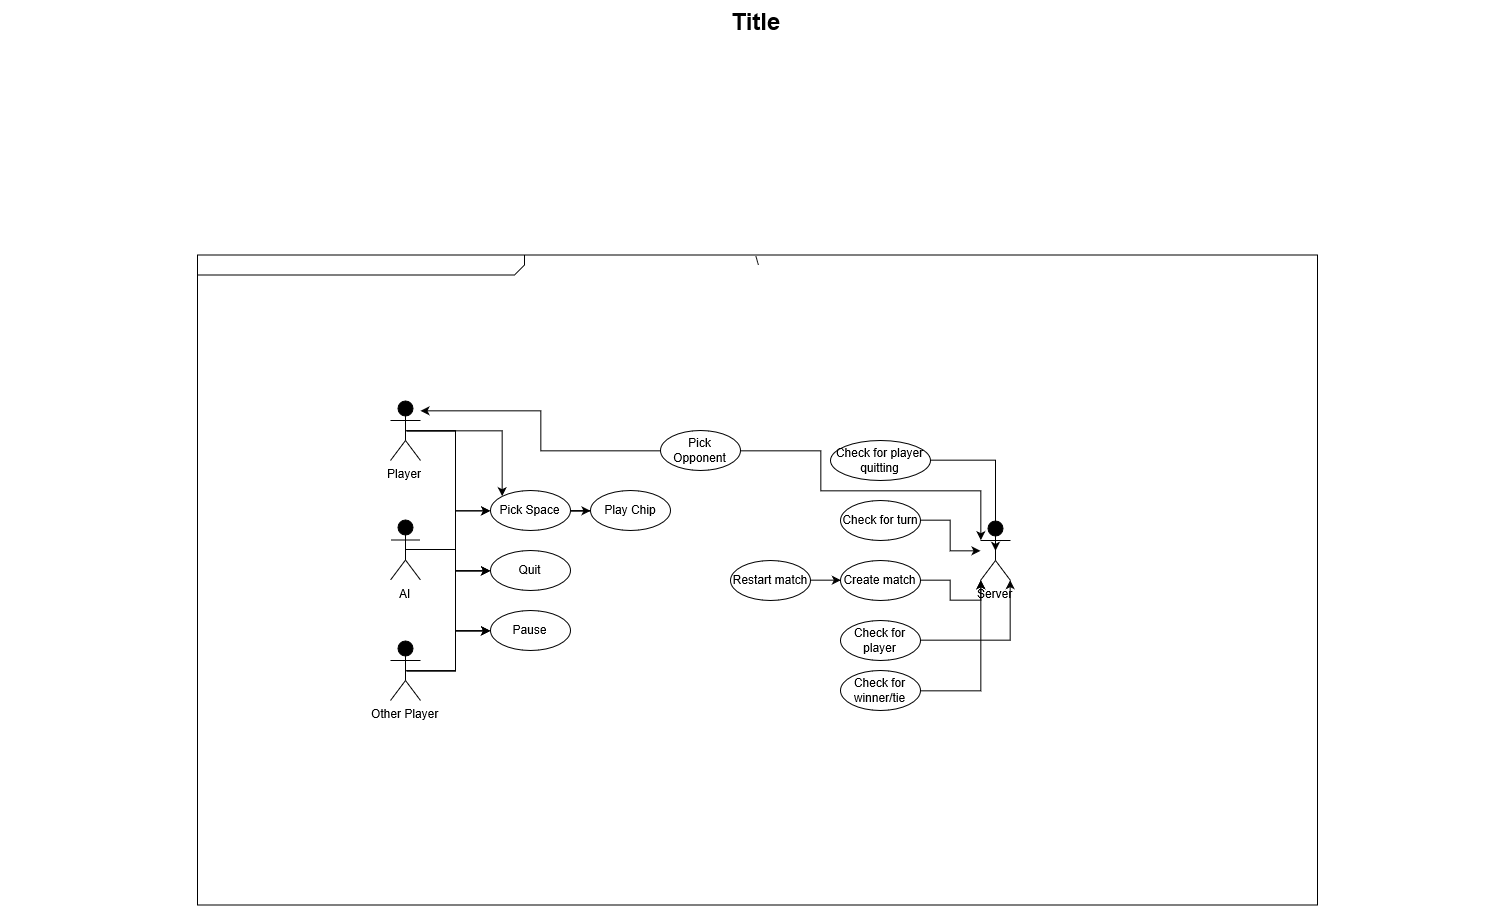 Title
Player
Pick
Opponent
Check for player
quitting
Pick Space
Play Chip
Check for turn
AI
Quit
Restart match
Create match
Server
Pause
Check for
player
Other Player
Check for
winner/tie